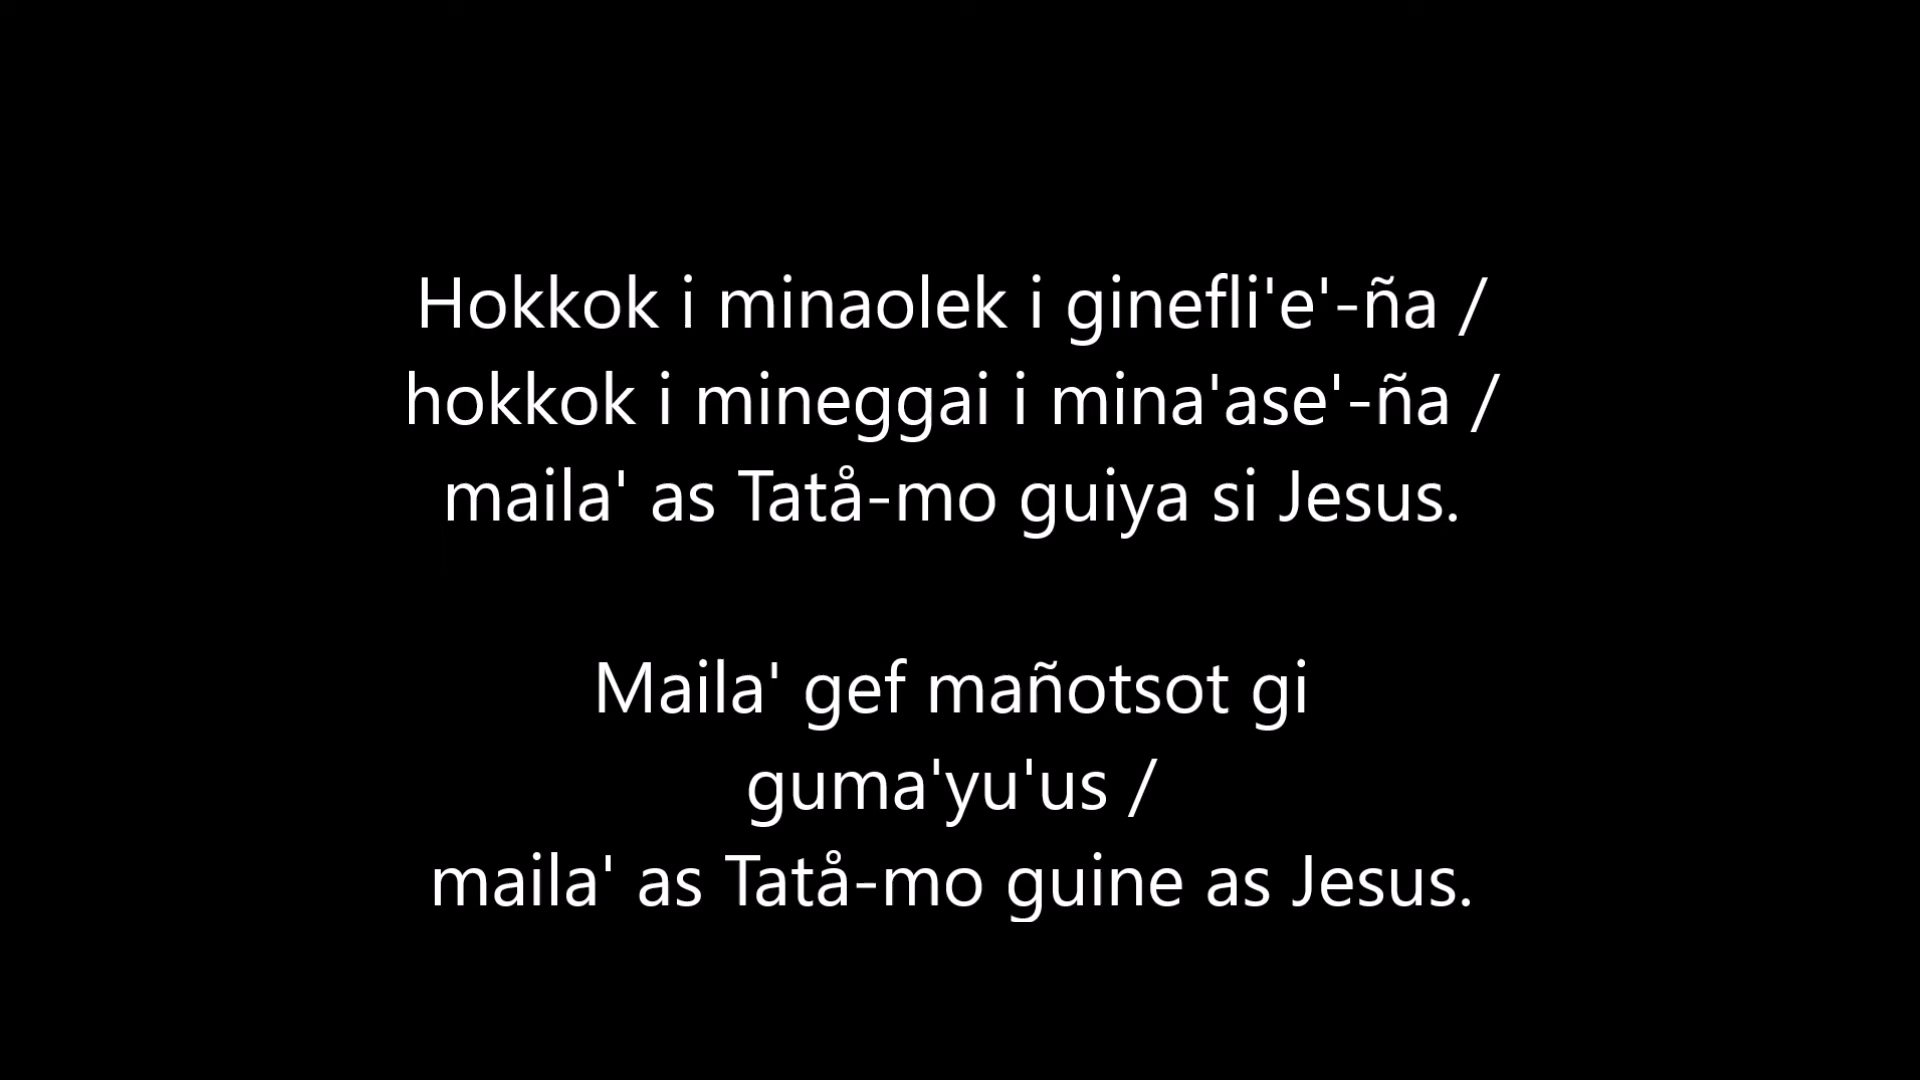 Hokkok i minaolek i ginefli'e'-ña /
hokkok i mineggai i mina'ase'-ña /
maila' as Tatå-mo guiya si Jesus.
Maila' gef mañotsot gi
guma'yu'us /
maila' as Tatå-mo guine as Jesus.